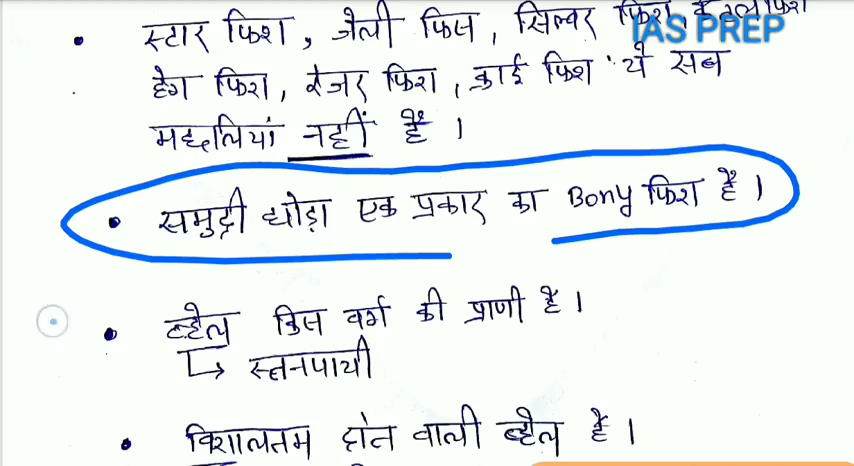 स्टार फिश, जेली फिस, सिल्वर फिश
IAS PREP
हेग फिश, रेजर फिश, क्राई फिश ये सब
मछलियां नहीं हैं।
• समुद्री घोड़ा एक प्रकार का Bony फिश हैं।
• व्हेल किस वर्ग की प्राणी हैं।
↳ स्तनपायी
• विशालतम दांत वाली व्हेल हैं।